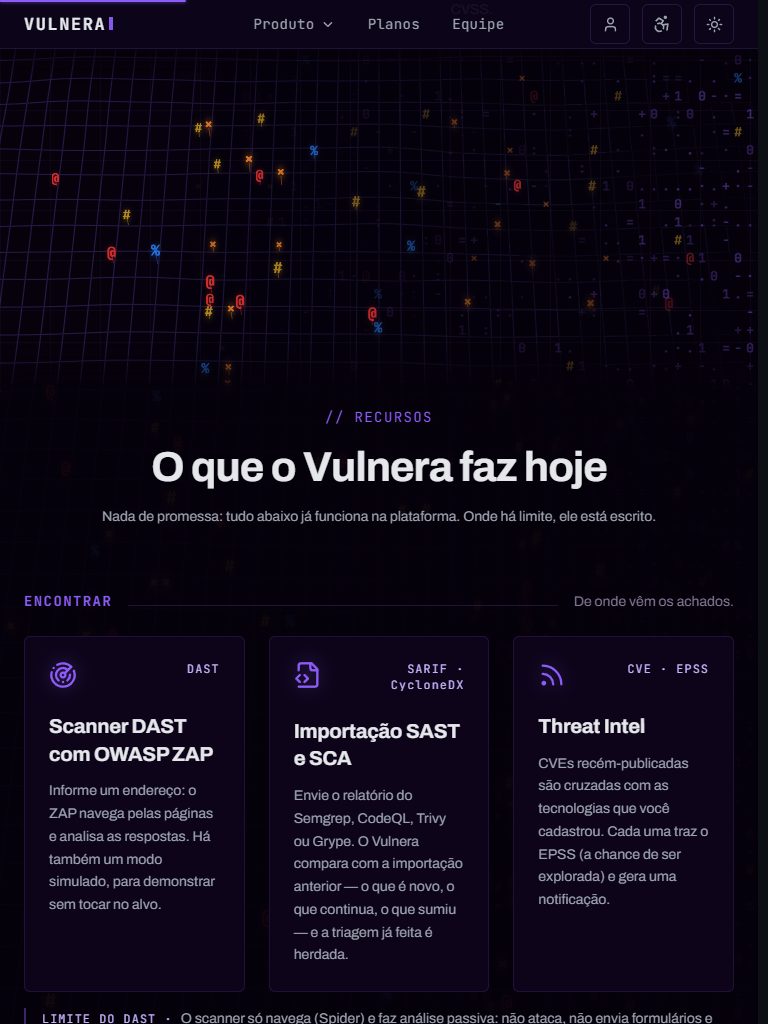 VULNERA
Produto
Planos
Equipe
// RECURSOS
O que o Vulnera faz hoje
Nada de promessa: tudo abaixo já funciona na plataforma. Onde há limite, ele está escrito.
ENCONTRAR
De onde vêm os achados.
DAST
Scanner DAST
com OWASP ZAP
Informe um endereço: o
ZAP navega pelas páginas
e analisa as respostas. Há
também um modo
simulado, para demonstrar
sem tocar no alvo.
SARIF ·
CycloneDX
Importação SAST
e SCA
Envie o relatório do
Semgrep, CodeQL, Trivy
ou Grype. O Vulnera
compara com a importação
anterior — o que é novo, o
que continua, o que sumiu
— e a triagem já feita é
herdada.
CVE · EPSS
Threat Intel
CVEs recém-publicadas
são cruzadas com as
tecnologias que você
cadastrou. Cada uma traz o
EPSS (a chance de ser
explorada) e gera uma
notificação.
LIMITE DO DAST · O scanner só navega (Spider) e faz análise passiva: não ataca, não envia formulários e